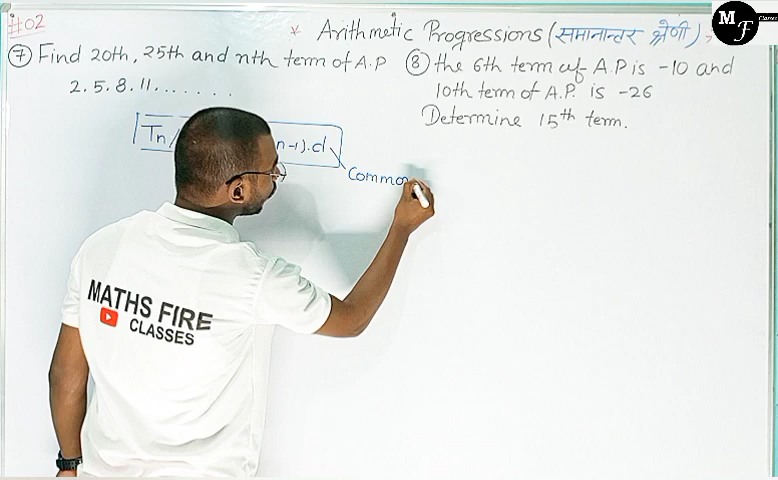 #02
* Arithmetic Progressions (समानान्तर श्रेणी)
⑦ Find 20th, 25th and nth term of A.P
2.5.8.11.......
Tn
n-1).d
Commo
⑧ the 6th term of A.P is -10 and
10th term of A.P. is -26
Determine 15th term.
MATHS FIRE
CLASSES
M
F
Classes